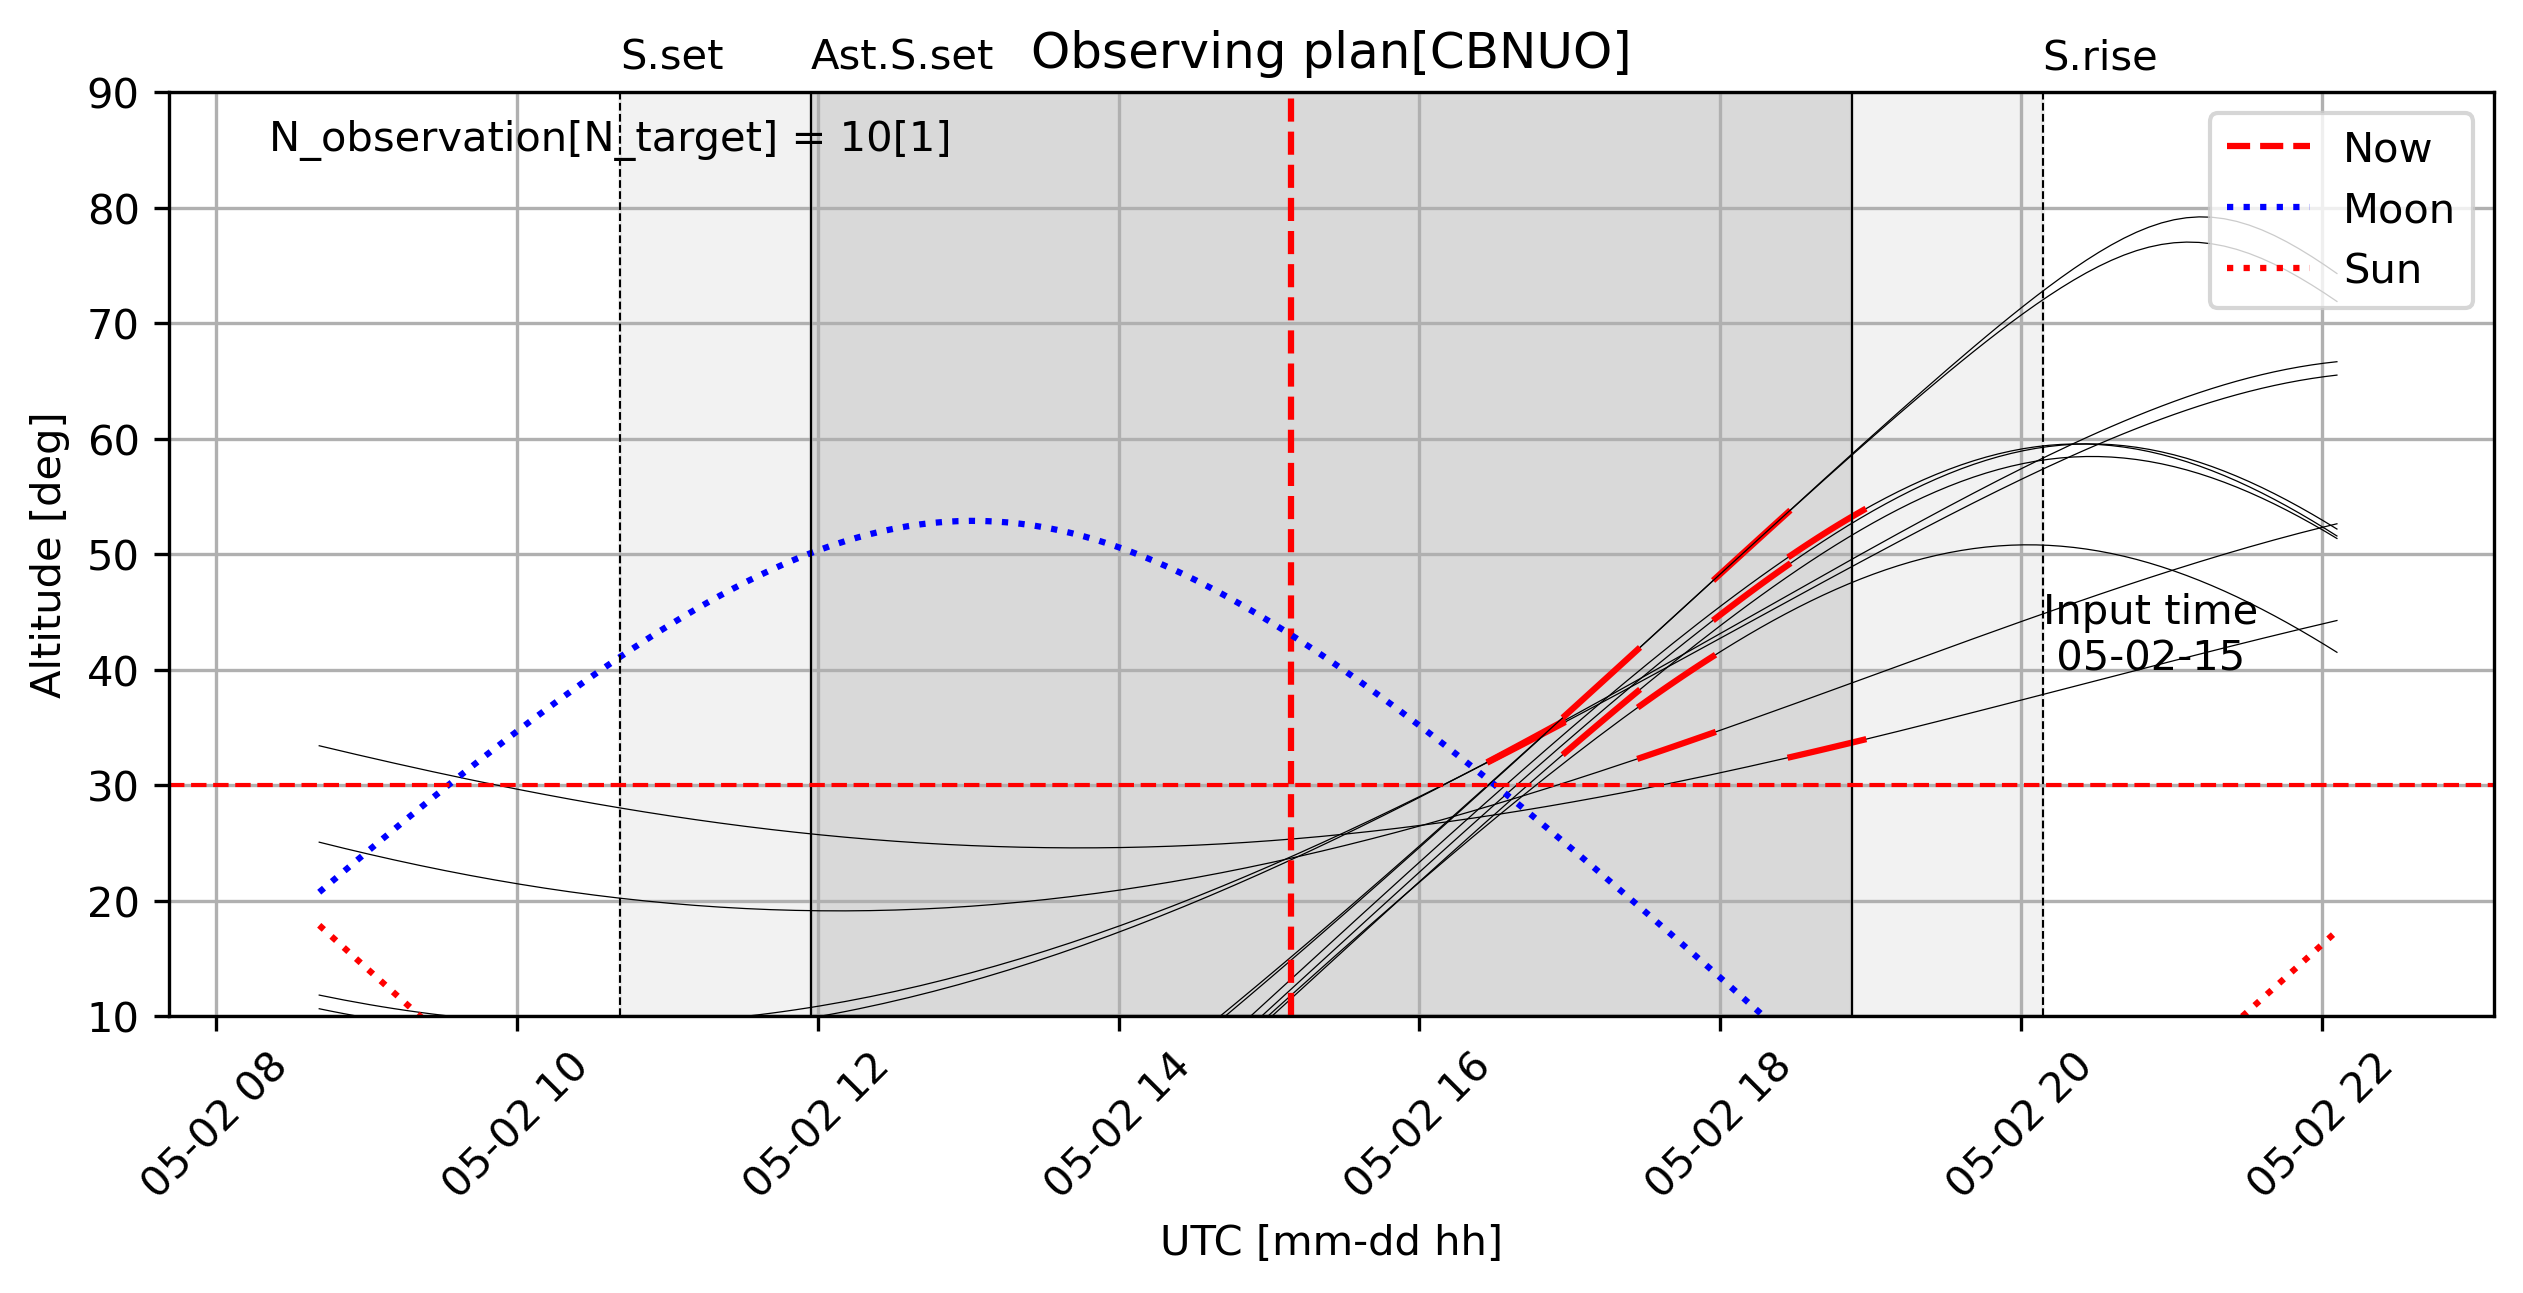 S.set
Ast.S.set
Observing plan[CBNUO]
S.rise
N_observation[N_target] = 10[1]
Now
Moon
Sun
Input time
05-02-15
Altitude [deg]
90
80
70
60
50
40
30
20
10
05-02 08
05-02 10
05-02 12
05-02 14
05-02 16
05-02 18
05-02 20
05-02 22
UTC [mm-dd hh]